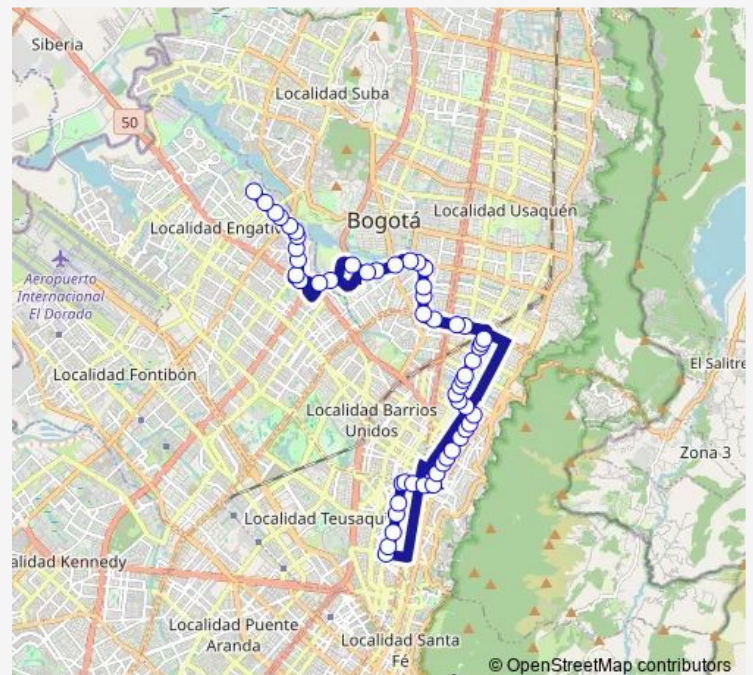 Siberia
Localidad Suba
50
Bogotá
Localidad Usaquén
Localidad Engativ
Aeropuerto
Internacional
El Dorado
El Salitre
Localidad Fontibón
Localidad Barrios
Unidos
Zona 3
Localidad Teusaqu
alidad Kennedy
Localidad Puente
Aranda
Localidad Santa
Fé
© OpenStreetMap contributors